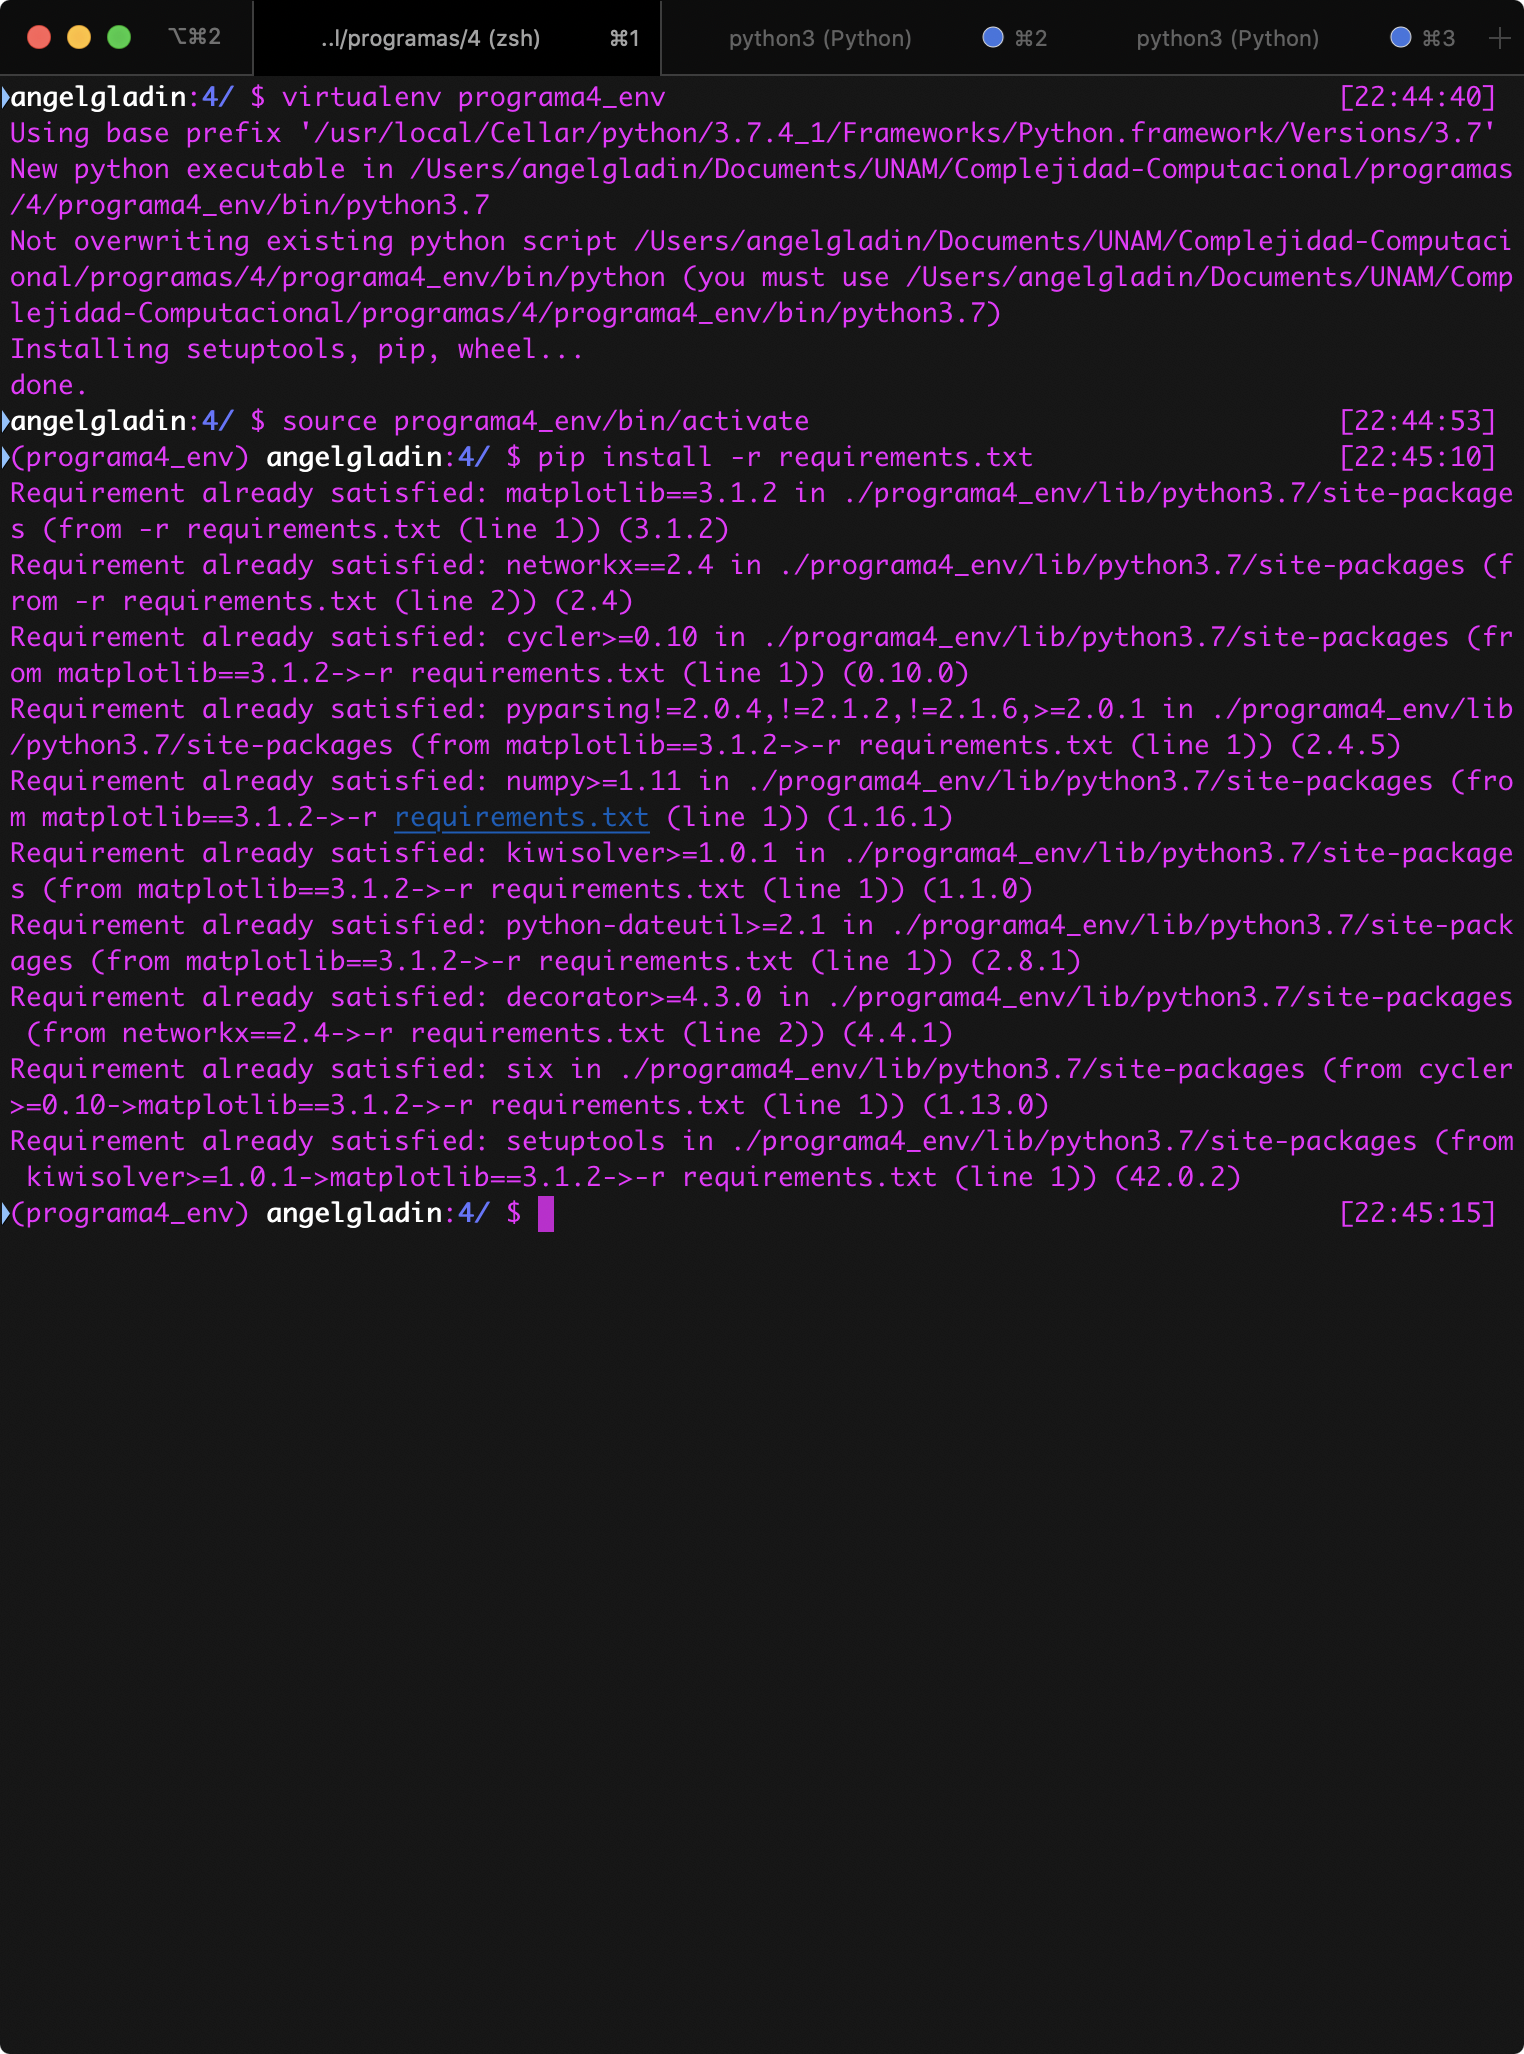 ⌥⌘2 ..l/programas/4 (zsh) ⌘1 python3 (Python) ⌘2 python3 (Python) ⌘3
angelgladin:4/ $ virtualenv programa4_env [22:44:40]
Using base prefix '/usr/local/Cellar/python/3.7.4_1/Frameworks/Python.framework/Versions/3.7'
New python executable in /Users/angelgladin/Documents/UNAM/Complejidad-Computacional/programas
/4/programa4_env/bin/python3.7
Not overwriting existing python script /Users/angelgladin/Documents/UNAM/Complejidad-Computaci
onal/programas/4/programa4_env/bin/python (you must use /Users/angelgladin/Documents/UNAM/Comp
lejidad-Computacional/programas/4/programa4_env/bin/python3.7)
Installing setuptools, pip, wheel...
done.
angelgladin:4/ $ source programa4_env/bin/activate [22:44:53]
(programa4_env) angelgladin:4/ $ pip install -r requirements.txt [22:45:10]
Requirement already satisfied: matplotlib==3.1.2 in ./programa4_env/lib/python3.7/site-package
s (from -r requirements.txt (line 1)) (3.1.2)
Requirement already satisfied: networkx==2.4 in ./programa4_env/lib/python3.7/site-packages (f
rom -r requirements.txt (line 2)) (2.4)
Requirement already satisfied: cycler>=0.10 in ./programa4_env/lib/python3.7/site-packages (fr
om matplotlib==3.1.2->-r requirements.txt (line 1)) (0.10.0)
Requirement already satisfied: pyparsing!=2.0.4,!=2.1.2,!=2.1.6,>=2.0.1 in ./programa4_env/lib
/python3.7/site-packages (from matplotlib==3.1.2->-r requirements.txt (line 1)) (2.4.5)
Requirement already satisfied: numpy>=1.11 in ./programa4_env/lib/python3.7/site-packages (fro
m matplotlib==3.1.2->-r requirements.txt (line 1)) (1.16.1)
Requirement already satisfied: kiwisolver>=1.0.1 in ./programa4_env/lib/python3.7/site-package
s (from matplotlib==3.1.2->-r requirements.txt (line 1)) (1.1.0)
Requirement already satisfied: python-dateutil>=2.1 in ./programa4_env/lib/python3.7/site-pack
ages (from matplotlib==3.1.2->-r requirements.txt (line 1)) (2.8.1)
Requirement already satisfied: decorator>=4.3.0 in ./programa4_env/lib/python3.7/site-packages
 (from networkx==2.4->-r requirements.txt (line 2)) (4.4.1)
Requirement already satisfied: six in ./programa4_env/lib/python3.7/site-packages (from cycler
>=0.10->matplotlib==3.1.2->-r requirements.txt (line 1)) (1.13.0)
Requirement already satisfied: setuptools in ./programa4_env/lib/python3.7/site-packages (from
 kiwisolver>=1.0.1->matplotlib==3.1.2->-r requirements.txt (line 1)) (42.0.2)
(programa4_env) angelgladin:4/ $ [22:45:15]